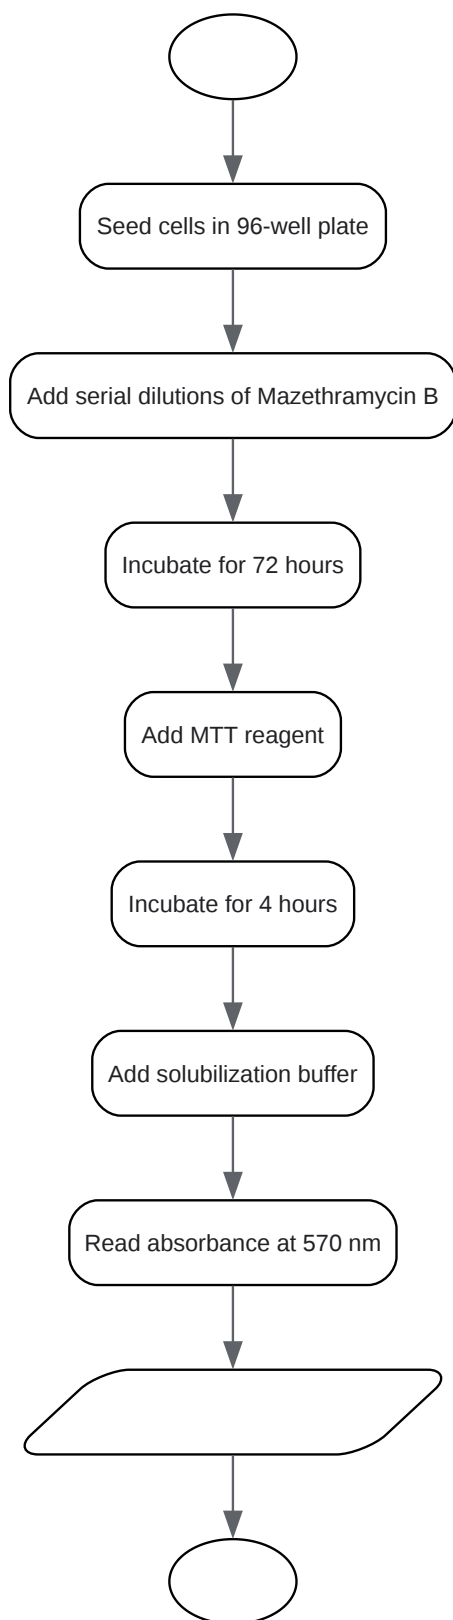 Seed cells in 96-well plate
Add serial dilutions of Mazethramycin B
Incubate for 72 hours
Add MTT reagent
Incubate for 4 hours
Add solubilization buffer
Read absorbance at 570 nm